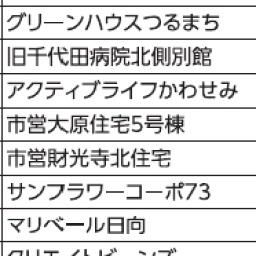 グリーンハウスつるまち
旧千代田病院北側別館
アクティブライフかわせみ
市営大原住宅5号棟
市営財光寺北住宅
サンフラワーコーポ73
マリベール日向